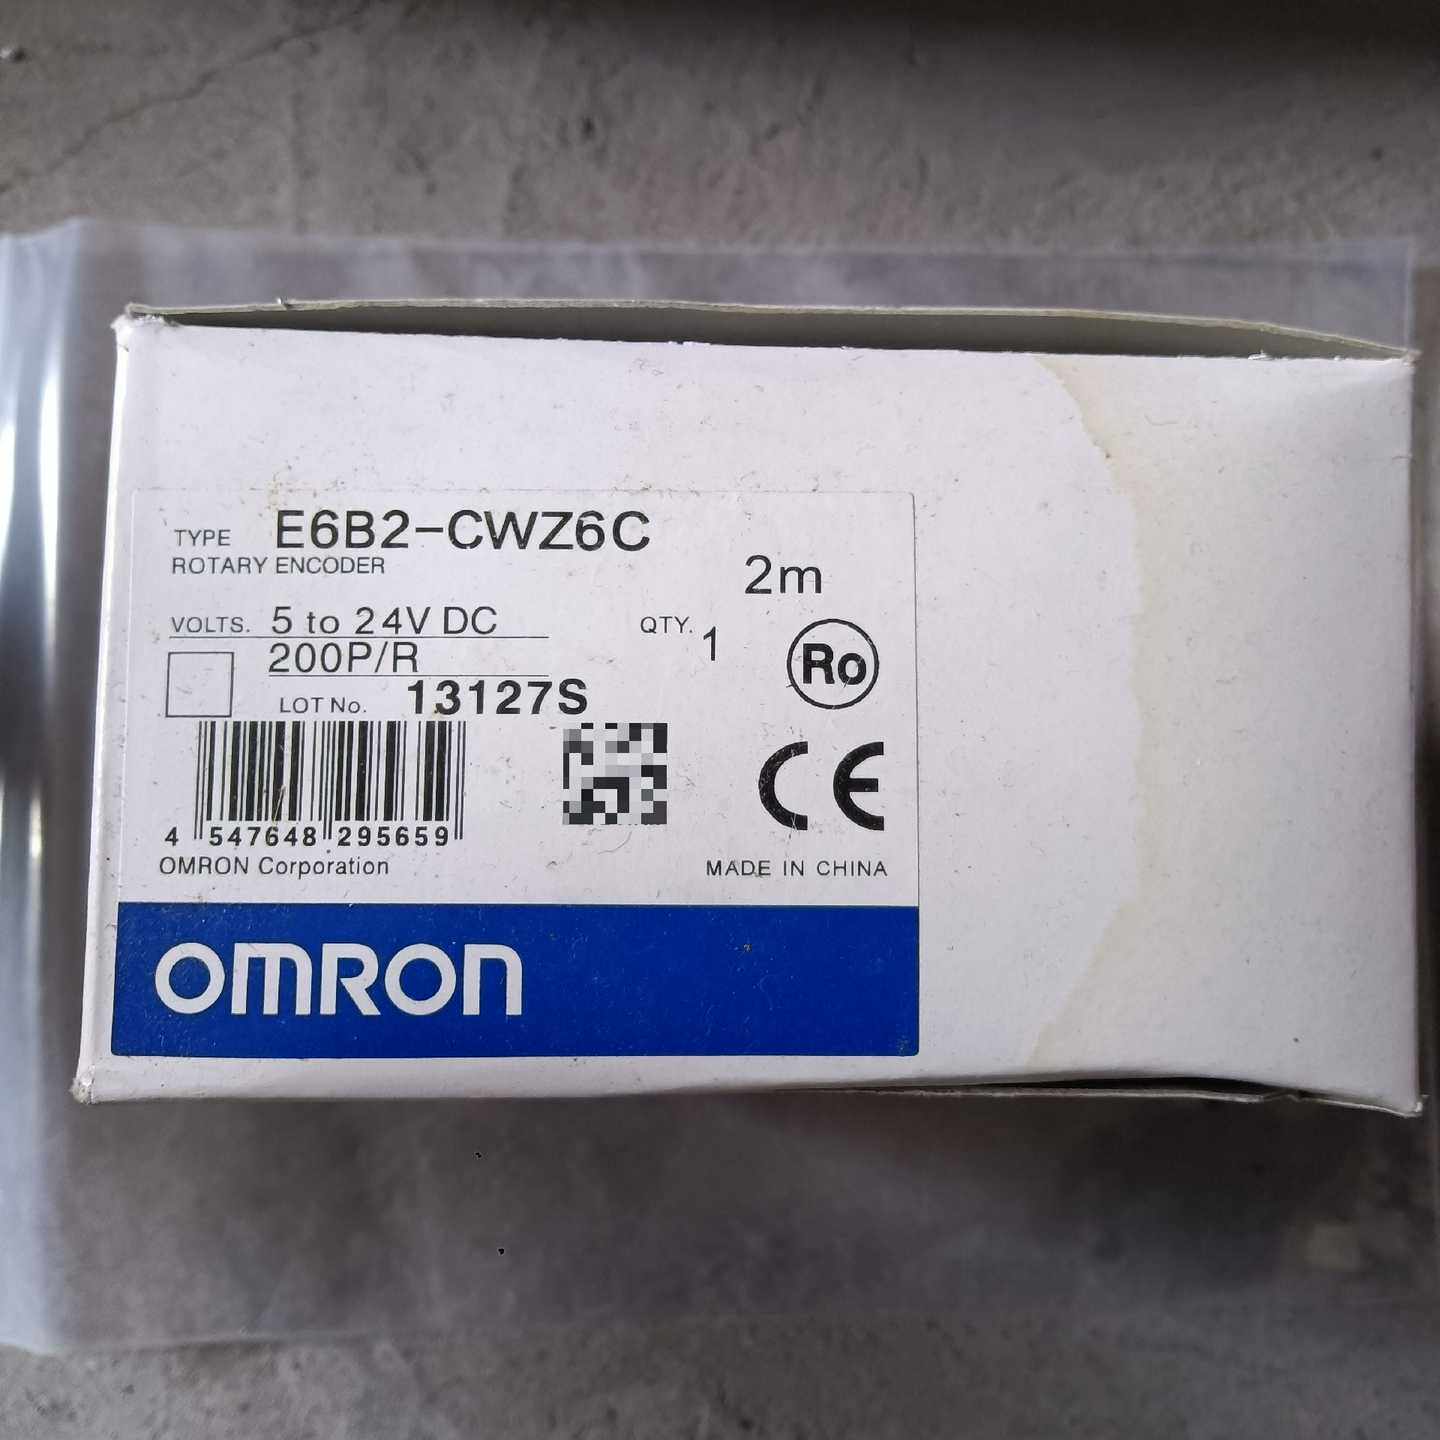 TYPE E6B2-CWZ6C
ROTARY ENCODER
2m
VOLTS. 5 to 24V DC
QTY. 1
200P/R
Ro
LOT No. 13127S
CE
4 547648 295659
OMRON Corporation
MADE IN CHINA
OMRON